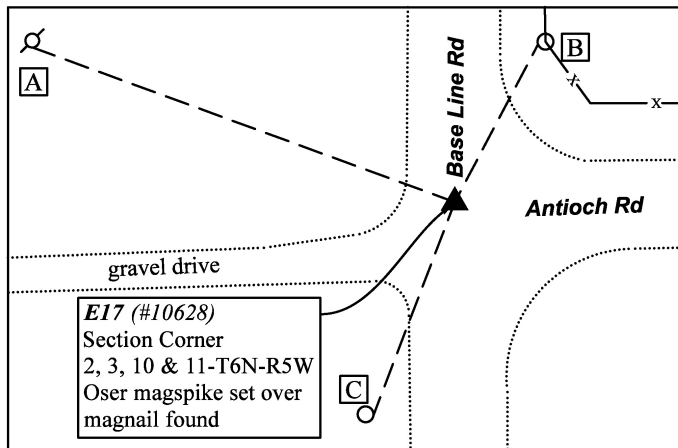 A
B
Base Line Rd
x
x
Antioch Rd
gravel drive
E17 (#10628)
Section Corner
2, 3, 10 & 11-T6N-R5W
Oser magspike set over
magnail found
C